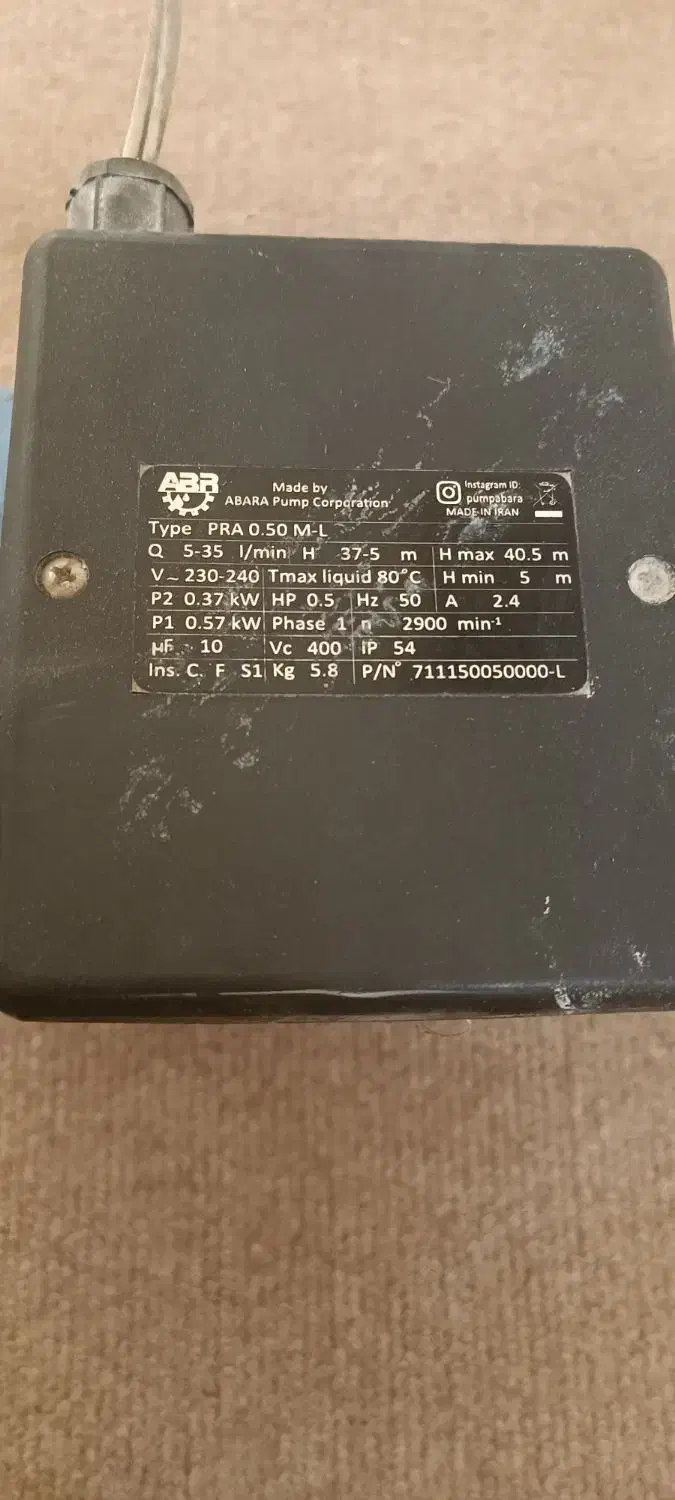 ABR
Made by
ABARA Pump Corporation
Instagram ID:
pumpabara
MADE IN IRAN
Type PRA 0.50 M-L
Q 5-35 l/min H 37-5 m H max 40.5 m
V~ 230-240 Tmax liquid 80°C H min 5 m
P2 0.37 kW HP 0.5 Hz 50 A 2.4
P1 0.57 kW Phase 1 n 2900 min⁻¹
µF 10 Vc 400 IP 54
Ins. C. F S1 Kg 5.8 P/N° 711150050000-L